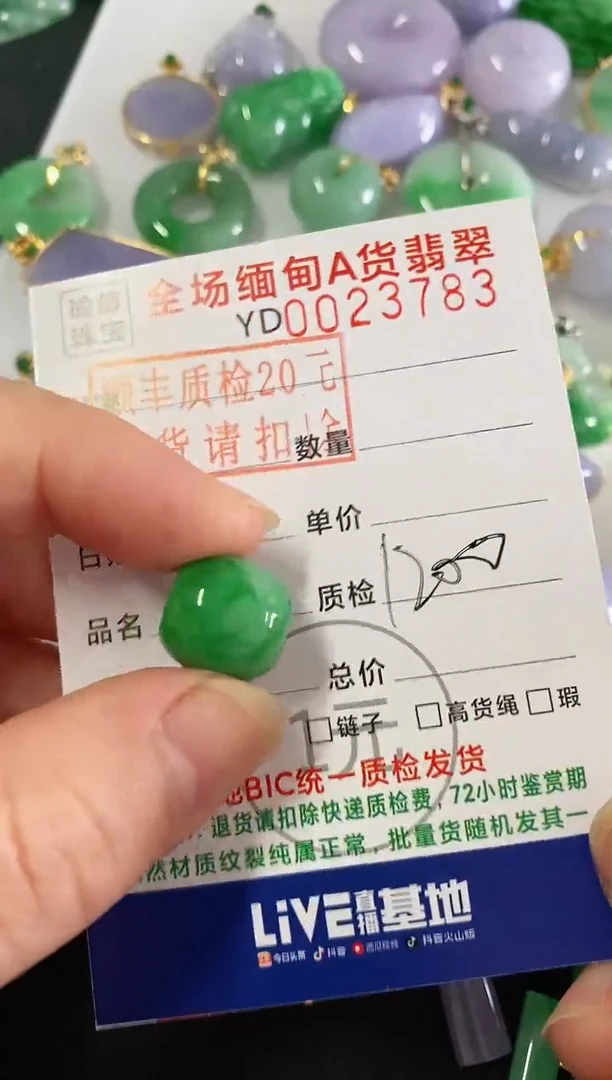 全场缅甸A货翡翠
YD0023783
顺丰质检20元
货请扣
数量
单价
质检
品名
总价
1元
□链子 □高货绳 □瑕
BIC统一质检发货
退货请扣除快递质检费，72小时鉴赏期
然材质纹裂纯属正常，批量货随机发其一
LiVE直播基地
今日头条 抖音 西瓜视频 抖音火山版